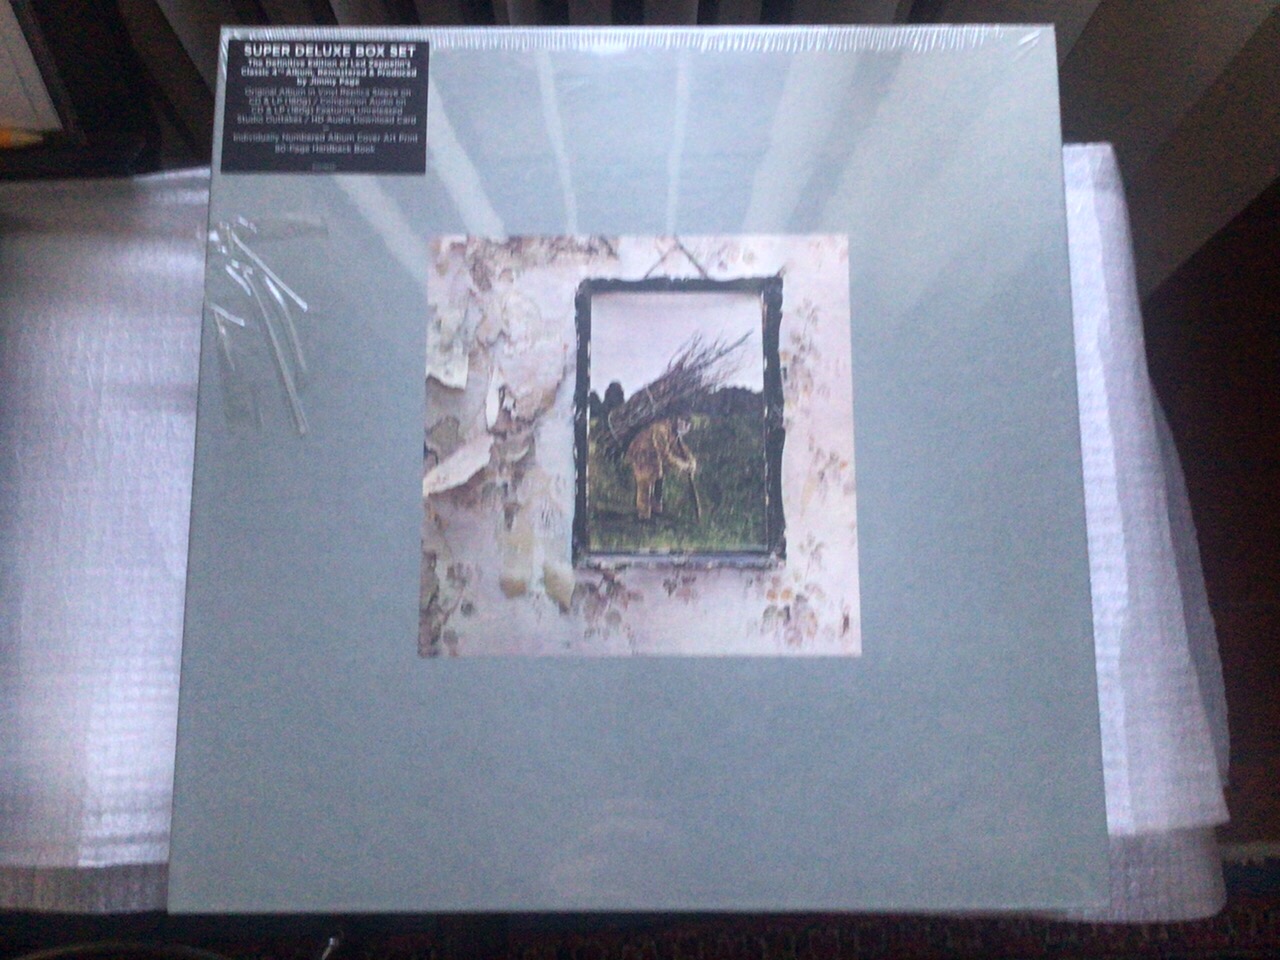 SUPER DELUXE BOX SET
The Definitive Edition of Led Zeppelin's
Classic 4th Album, Remastered & Produced
by Jimmy Page
Original Album in Vinyl Replica Sleeve on
CD & LP (180g) / Companion Audio on
CD & LP (180g) Featuring Unreleased
Studio Outtakes / HD Audio Download Card
Individually Numbered Album Cover Art Print
80-Page Hardback Book